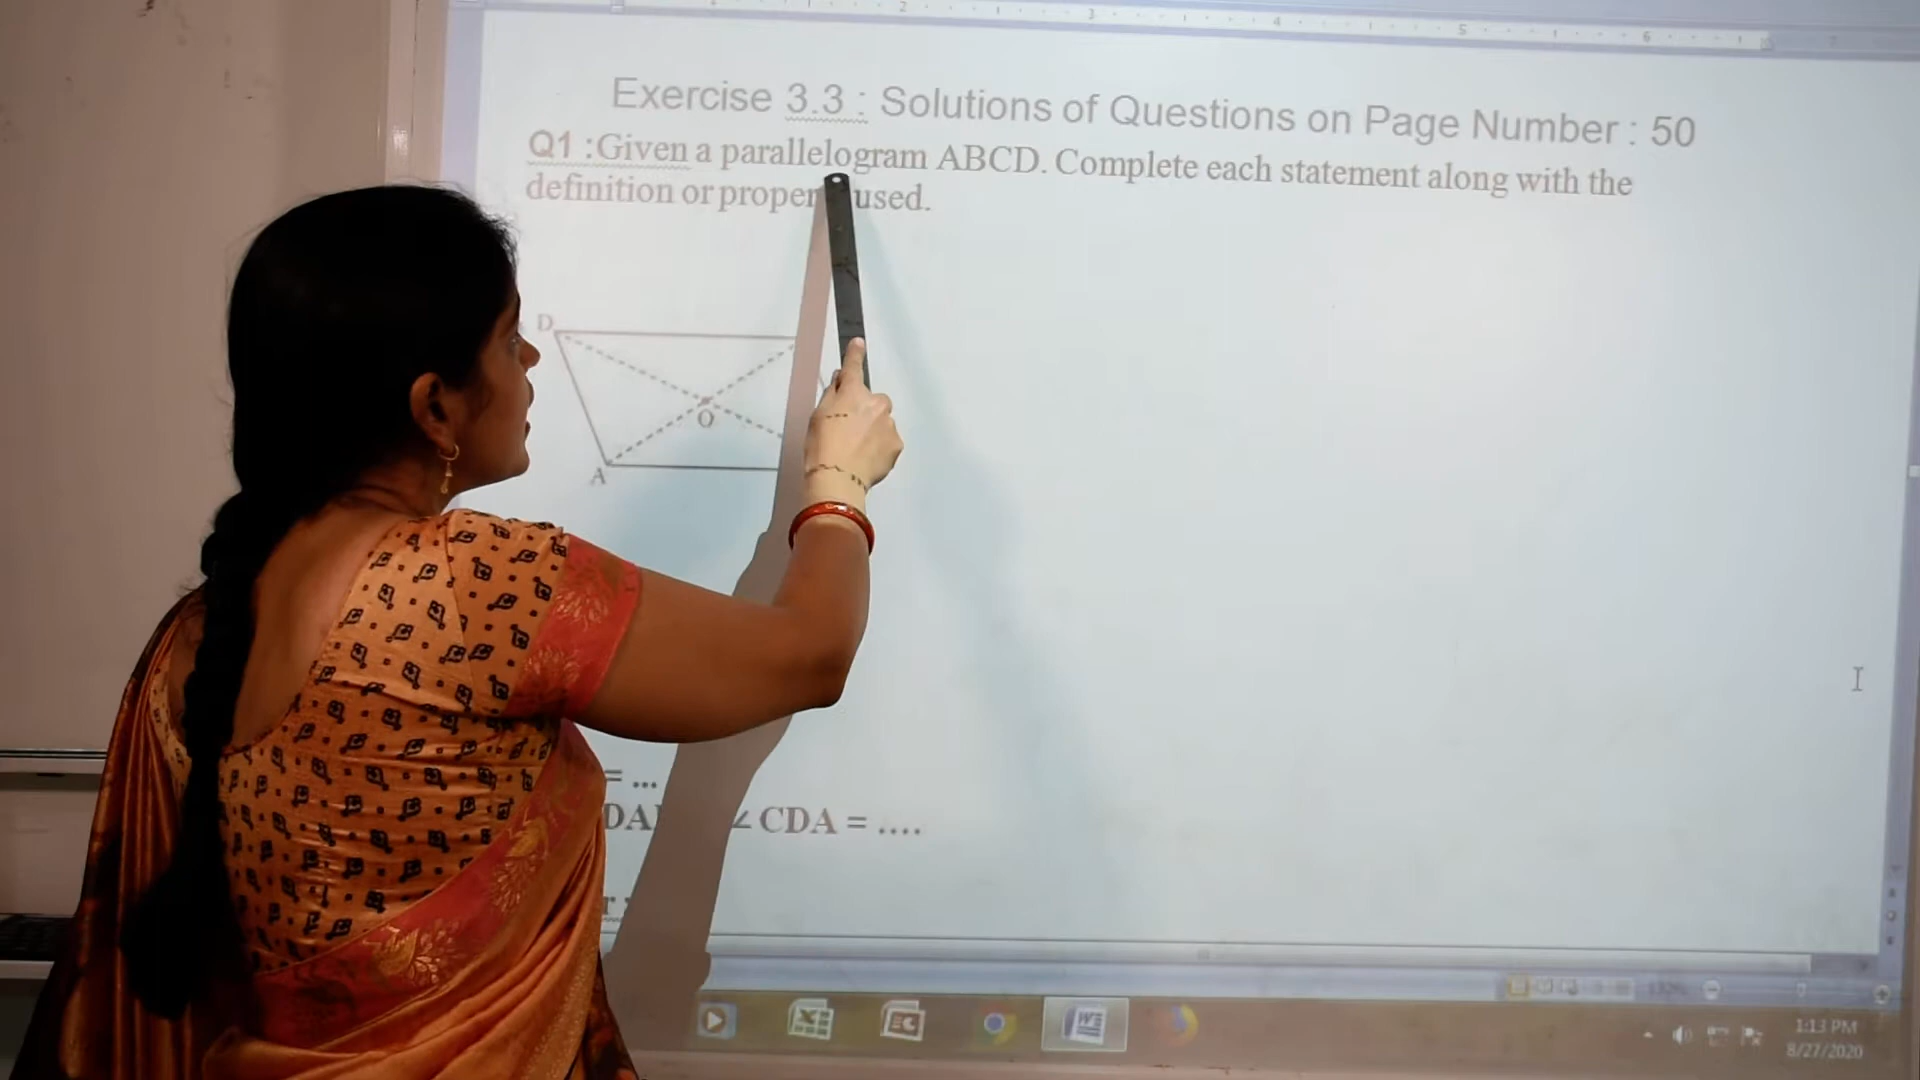 Exercise 3.3 : Solutions of Questions on Page Number : 50
Q1 :Given a parallelogram ABCD. Complete each statement along with the
definition or proper used.
D
O
A
= ...
DA ∠ CDA = ....
1:13 PM
8/27/2020